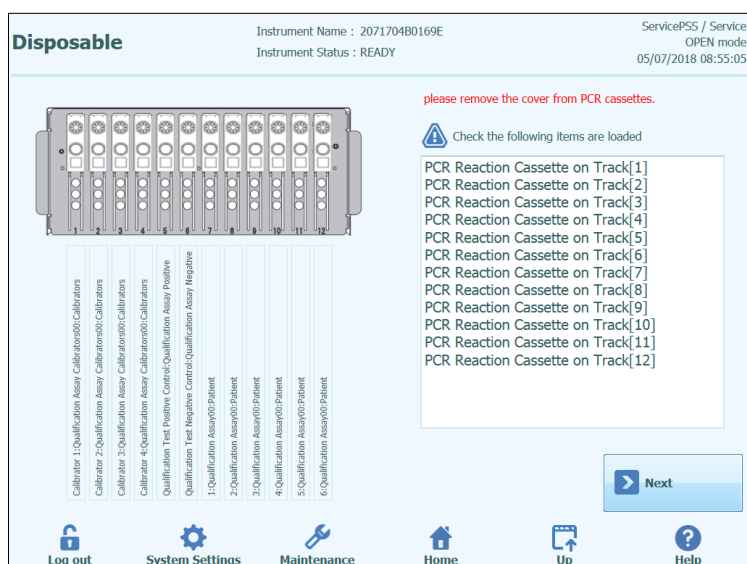 Disposable
Instrument Name : 2071704B0169E
Instrument Status : READY
ServicePSS / Service
OPEN mode
05/07/2018 08:55:05
please remove the cover from PCR cassettes.
Check the following items are loaded
PCR Reaction Cassette on Track[1]
PCR Reaction Cassette on Track[2]
PCR Reaction Cassette on Track[3]
PCR Reaction Cassette on Track[4]
PCR Reaction Cassette on Track[5]
PCR Reaction Cassette on Track[6]
PCR Reaction Cassette on Track[7]
PCR Reaction Cassette on Track[8]
PCR Reaction Cassette on Track[9]
PCR Reaction Cassette on Track[10]
PCR Reaction Cassette on Track[11]
PCR Reaction Cassette on Track[12]
1 2 3 4 5 6 7 8 9 10 11 12
Calibrator 1:Qualification Assay Calibrators00:Calibrators
Calibrator 2:Qualification Assay Calibrators00:Calibrators
Calibrator 3:Qualification Assay Calibrators00:Calibrators
Calibrator 4:Qualification Assay Calibrators00:Calibrators
Qualification Test Positive Control:Qualification Assay Positive
Qualification Test Negative Control:Qualification Assay Negative
1:Qualification Assay00:Patient
2:Qualification Assay00:Patient
3:Qualification Assay00:Patient
4:Qualification Assay00:Patient
5:Qualification Assay00:Patient
6:Qualification Assay00:Patient
Next
Log out
System Settings
Maintenance
Home
Up
Help